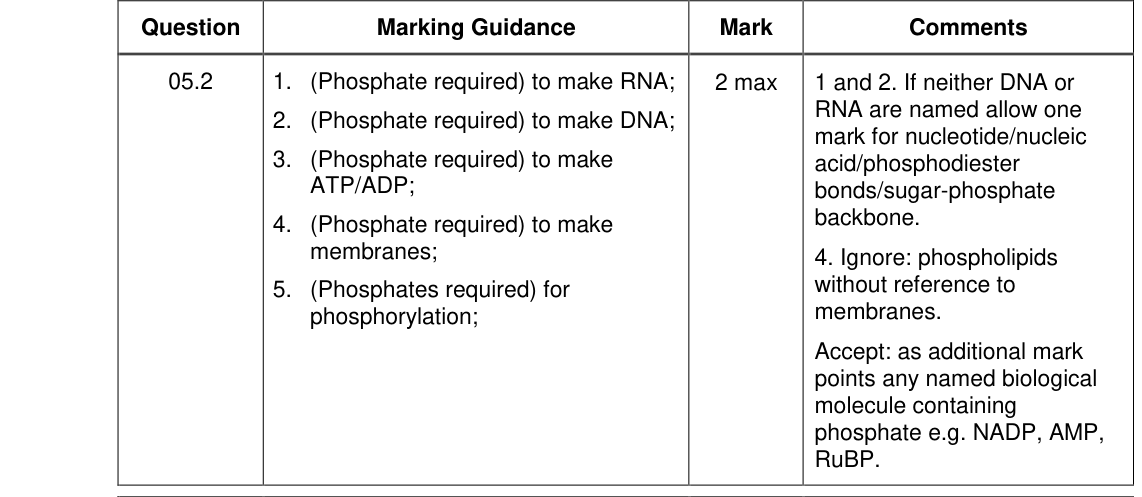 Question Marking Guidance Mark Comments
05.2
1. (Phosphate required) to make RNA;
2. (Phosphate required) to make DNA;
3. (Phosphate required) to make
ATP/ADP;
4. (Phosphate required) to make
membranes;
5. (Phosphates required) for
phosphorylation;
2 max
1 and 2. If neither DNA or
RNA are named allow one
mark for nucleotide/nucleic
acid/phosphodiester
bonds/sugar-phosphate
backbone.
4. Ignore: phospholipids
without reference to
membranes.
Accept: as additional mark
points any named biological
molecule containing
phosphate e.g. NADP, AMP,
RuBP.